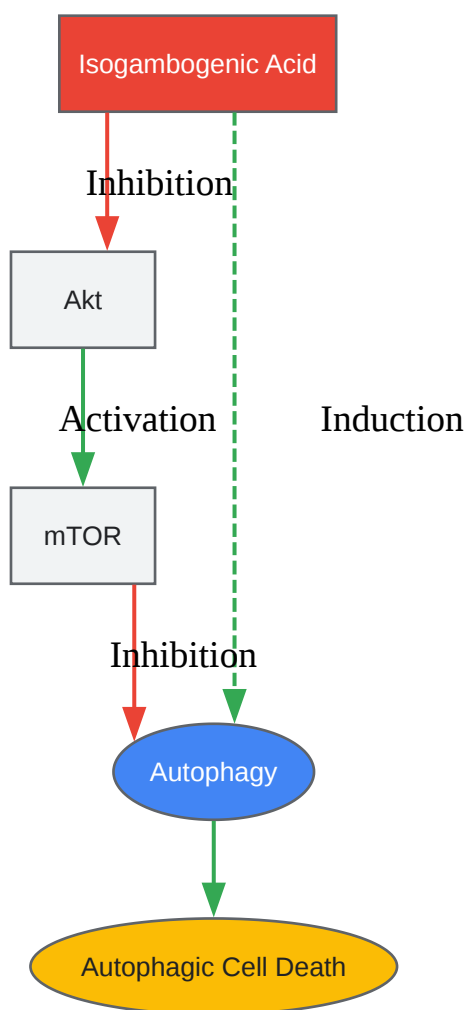 Isogambogenic Acid
Inhibition
Akt
Activation
Induction
mTOR
Inhibition
Autophagy
Autophagic Cell Death